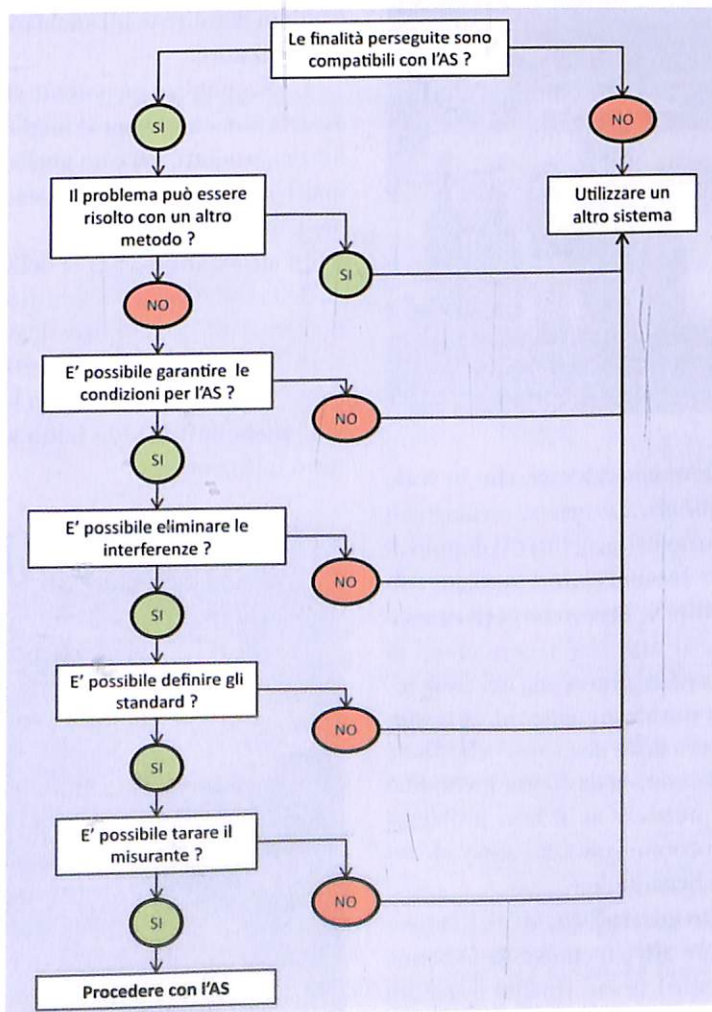 Le finalità perseguite sono
compatibili con l'AS ?
SI
NO
Il problema può essere
risolto con un altro
metodo ?
Utilizzare un
altro sistema
SI
NO
E' possibile garantire le
condizioni per l'AS ?
NO
SI
E' possibile eliminare le
interferenze ?
NO
SI
E' possibile definire gli
standard ?
NO
SI
E' possibile tarare il
misurante ?
NO
SI
Procedere con l'AS